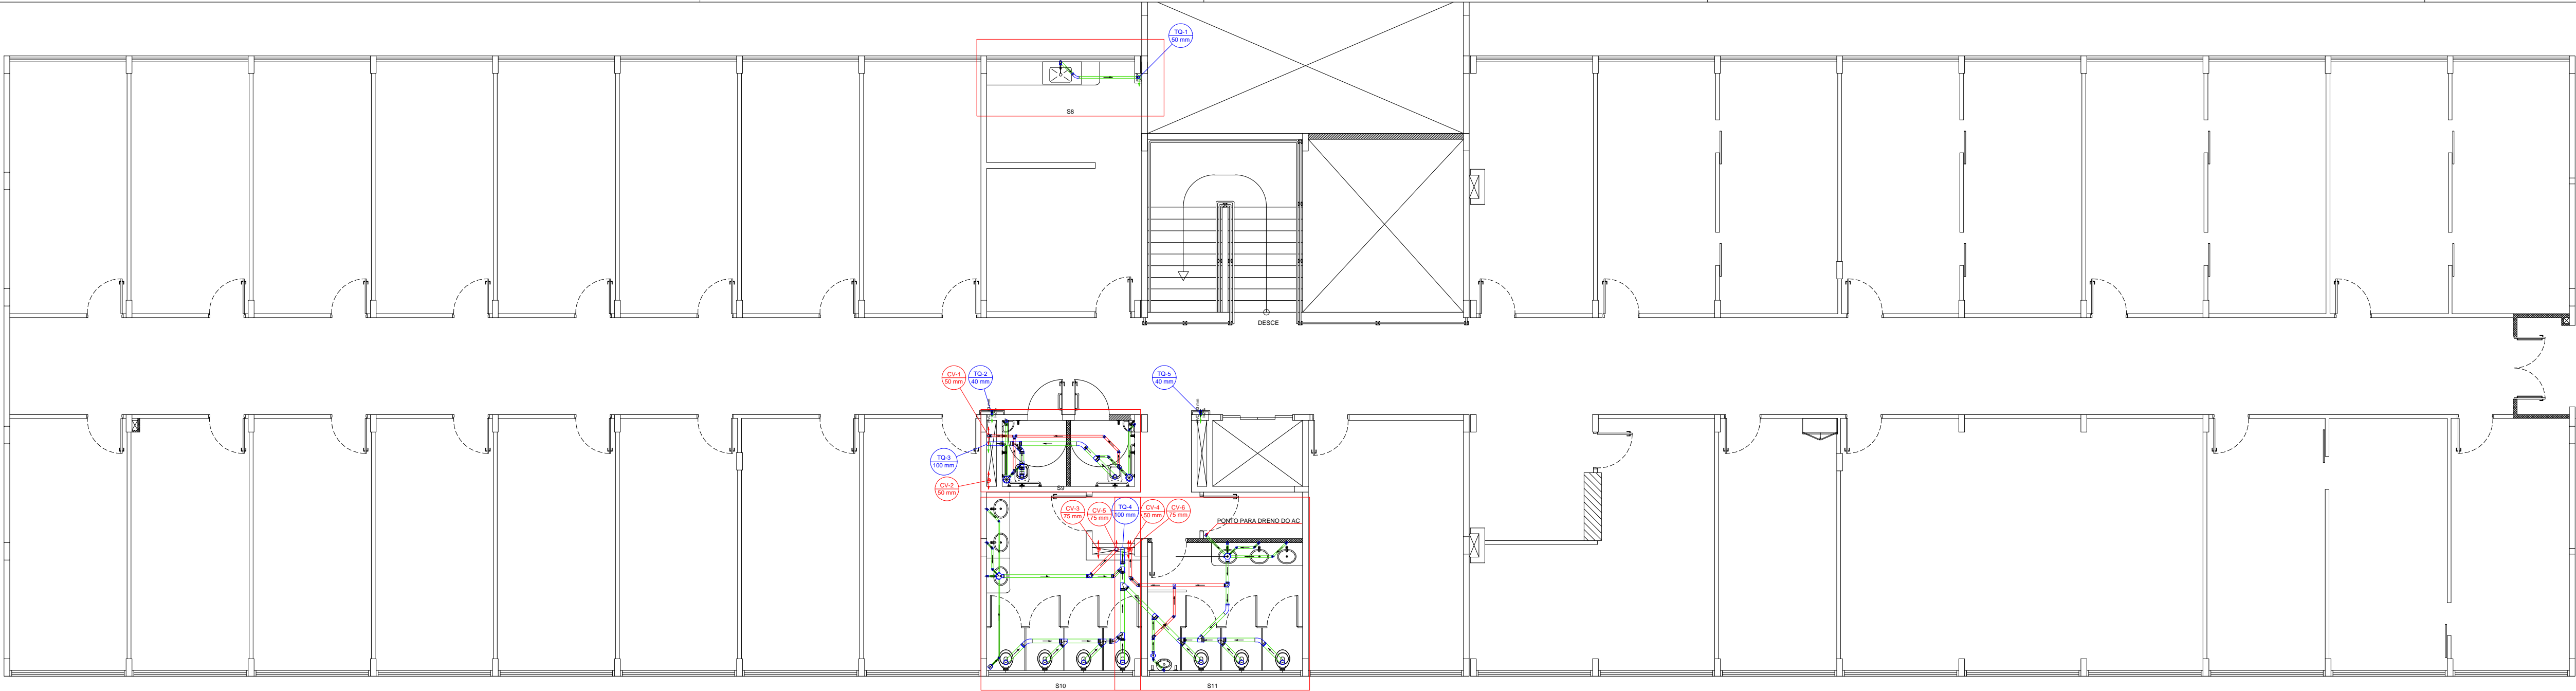 TQ-1
50 mm
S8
DESCE
CV-1
50 mm
TQ-2
40 mm
TQ-5
40 mm
TQ-3
100 mm
CV-2
50 mm
S9
CV-3
75 mm
CV-5
75 mm
TQ-4
100 mm
CV-4
50 mm
CV-6
75 mm
PONTO PARA DRENO DO AC
S10
S11